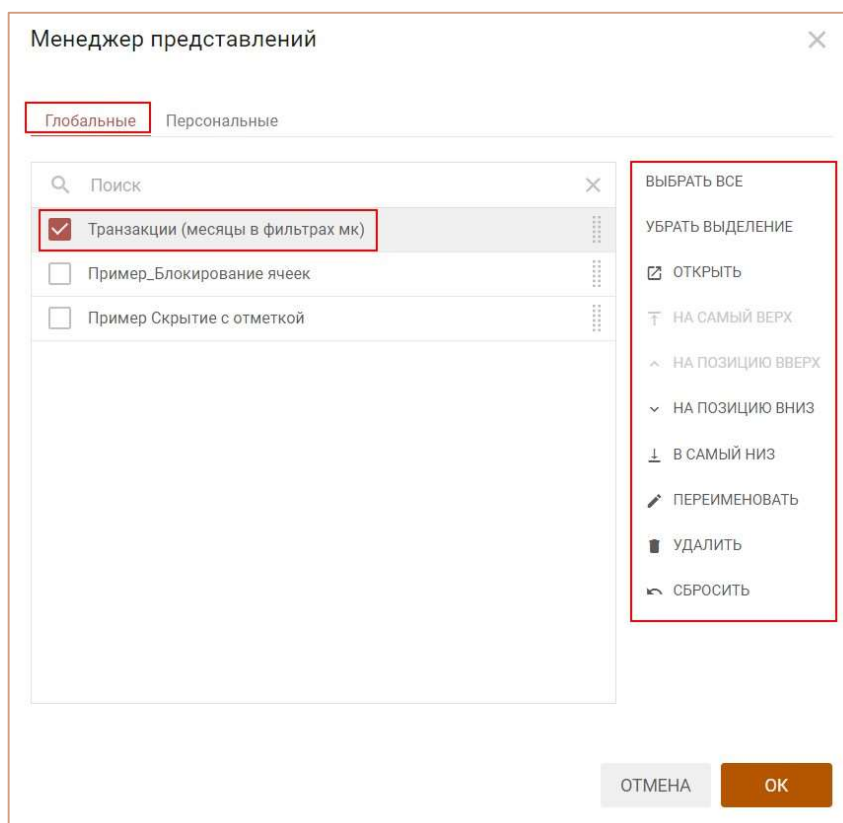 Менеджер представлений
Глобальные Персональные
Поиск
Транзакции (месяцы в фильтрах мк)
Пример_Блокирование ячеек
Пример Скрытие с отметкой
ВЫБРАТЬ ВСЕ
УБРАТЬ ВЫДЕЛЕНИЕ
ОТКРЫТЬ
НА САМЫЙ ВЕРХ
НА ПОЗИЦИЮ ВВЕРХ
НА ПОЗИЦИЮ ВНИЗ
В САМЫЙ НИЗ
ПЕРЕИМЕНОВАТЬ
УДАЛИТЬ
СБРОСИТЬ
ОТМЕНА ОК